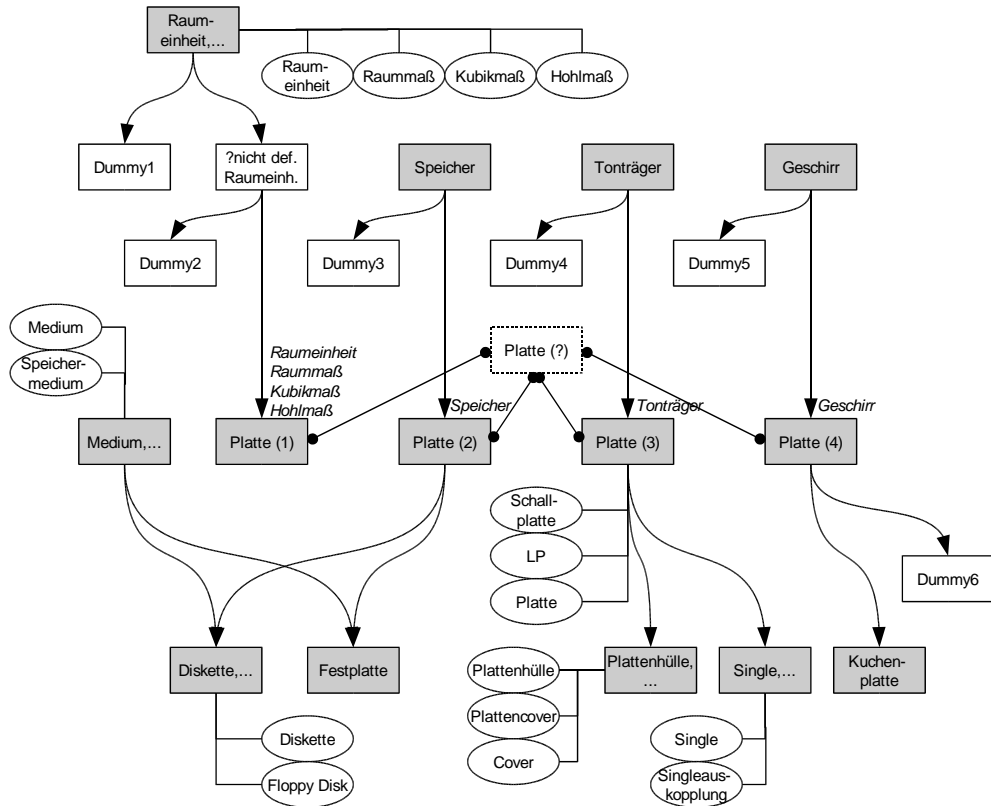 Raum-
einheit,...
Raum-
einheit
Raummaß
Kubikmaß
Hohlmaß
Dummy1
?nicht def.
Raumeinh.
Speicher
Tonträger
Geschirr
Dummy2
Dummy3
Dummy4
Dummy5
Medium
Speicher-
medium
Raumeinheit
Raummaß
Kubikmaß
Hohlmaß
Platte (?)
Speicher
Tonträger
Geschirr
Medium,...
Platte (1)
Platte (2)
Platte (3)
Platte (4)
Schall-
platte
LP
Platte
Dummy6
Diskette,...
Festplatte
Plattenhülle
Plattencover
Cover
Plattenhülle,
...
Single,...
Kuchen-
platte
Diskette
Floppy Disk
Single
Singleaus-
kopplung